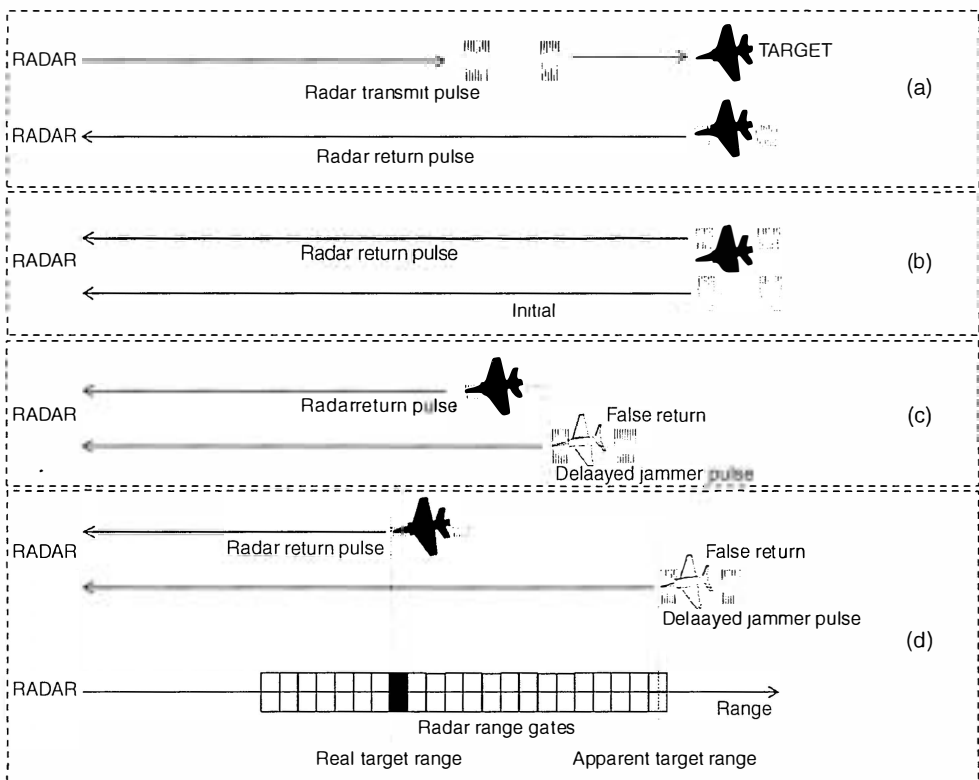 RADAR
TARGET
Radar transmit pulse
(a)
RADAR
Radar return pulse
Radar return pulse
RADAR
(b)
Initial
Radarreturn pulse
RADAR
False return
(c)
Delaayed jammer pulse
RADAR
Radar return pulse
False return
Delaayed jammer pulse
(d)
RADAR
Range
Radar range gates
Real target range
Apparent target range